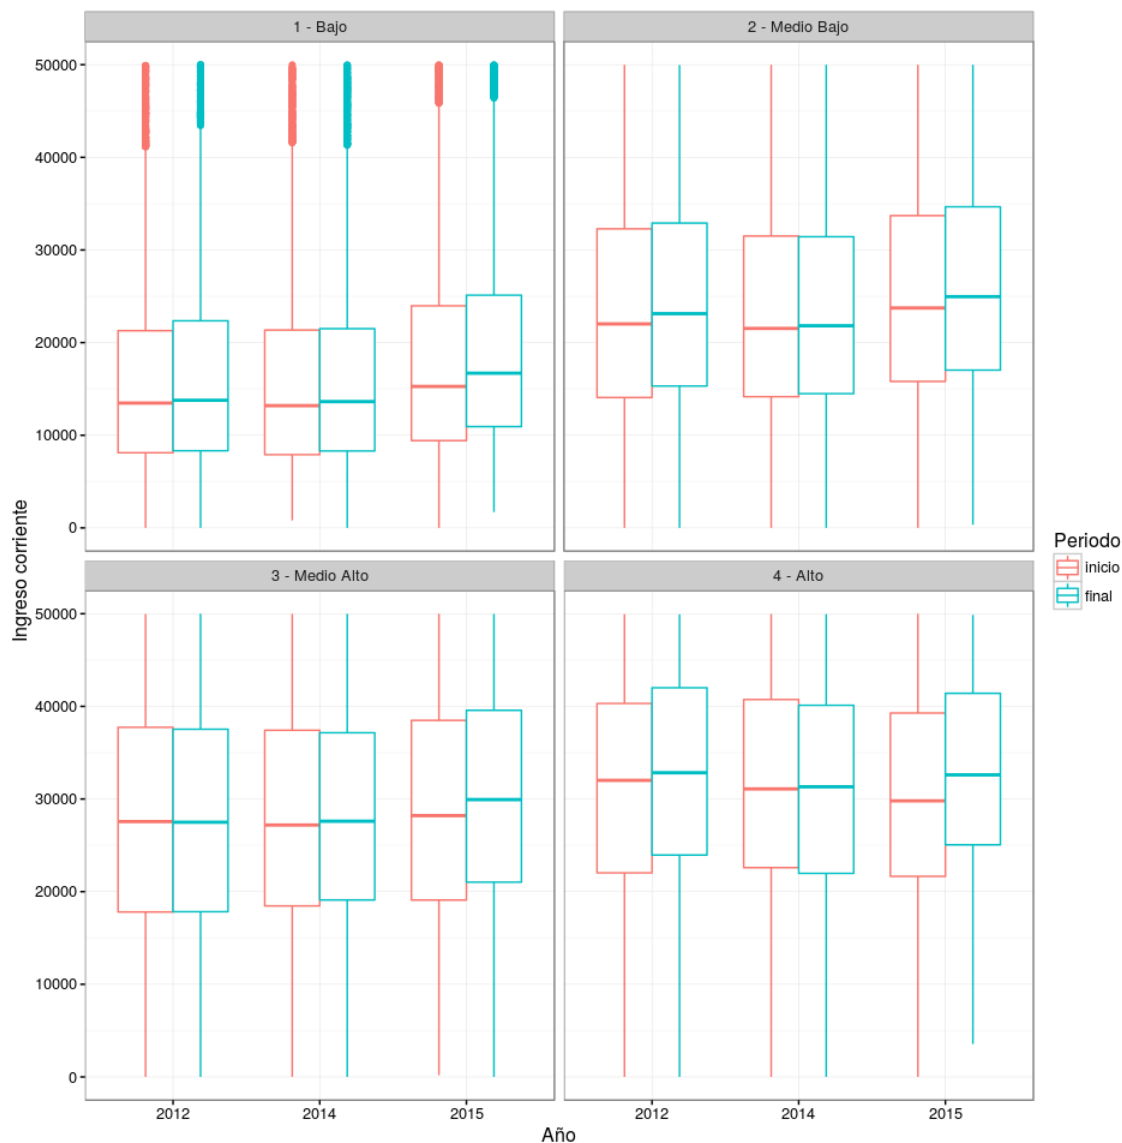 1 - Bajo
2 - Medio Bajo
50000
40000
30000
20000
10000
0
3 - Medio Alto
4 - Alto
50000
40000
30000
20000
10000
0
2012
2014
2015
2012
2014
2015
Año
Ingreso corriente
Periodo
inicio
final